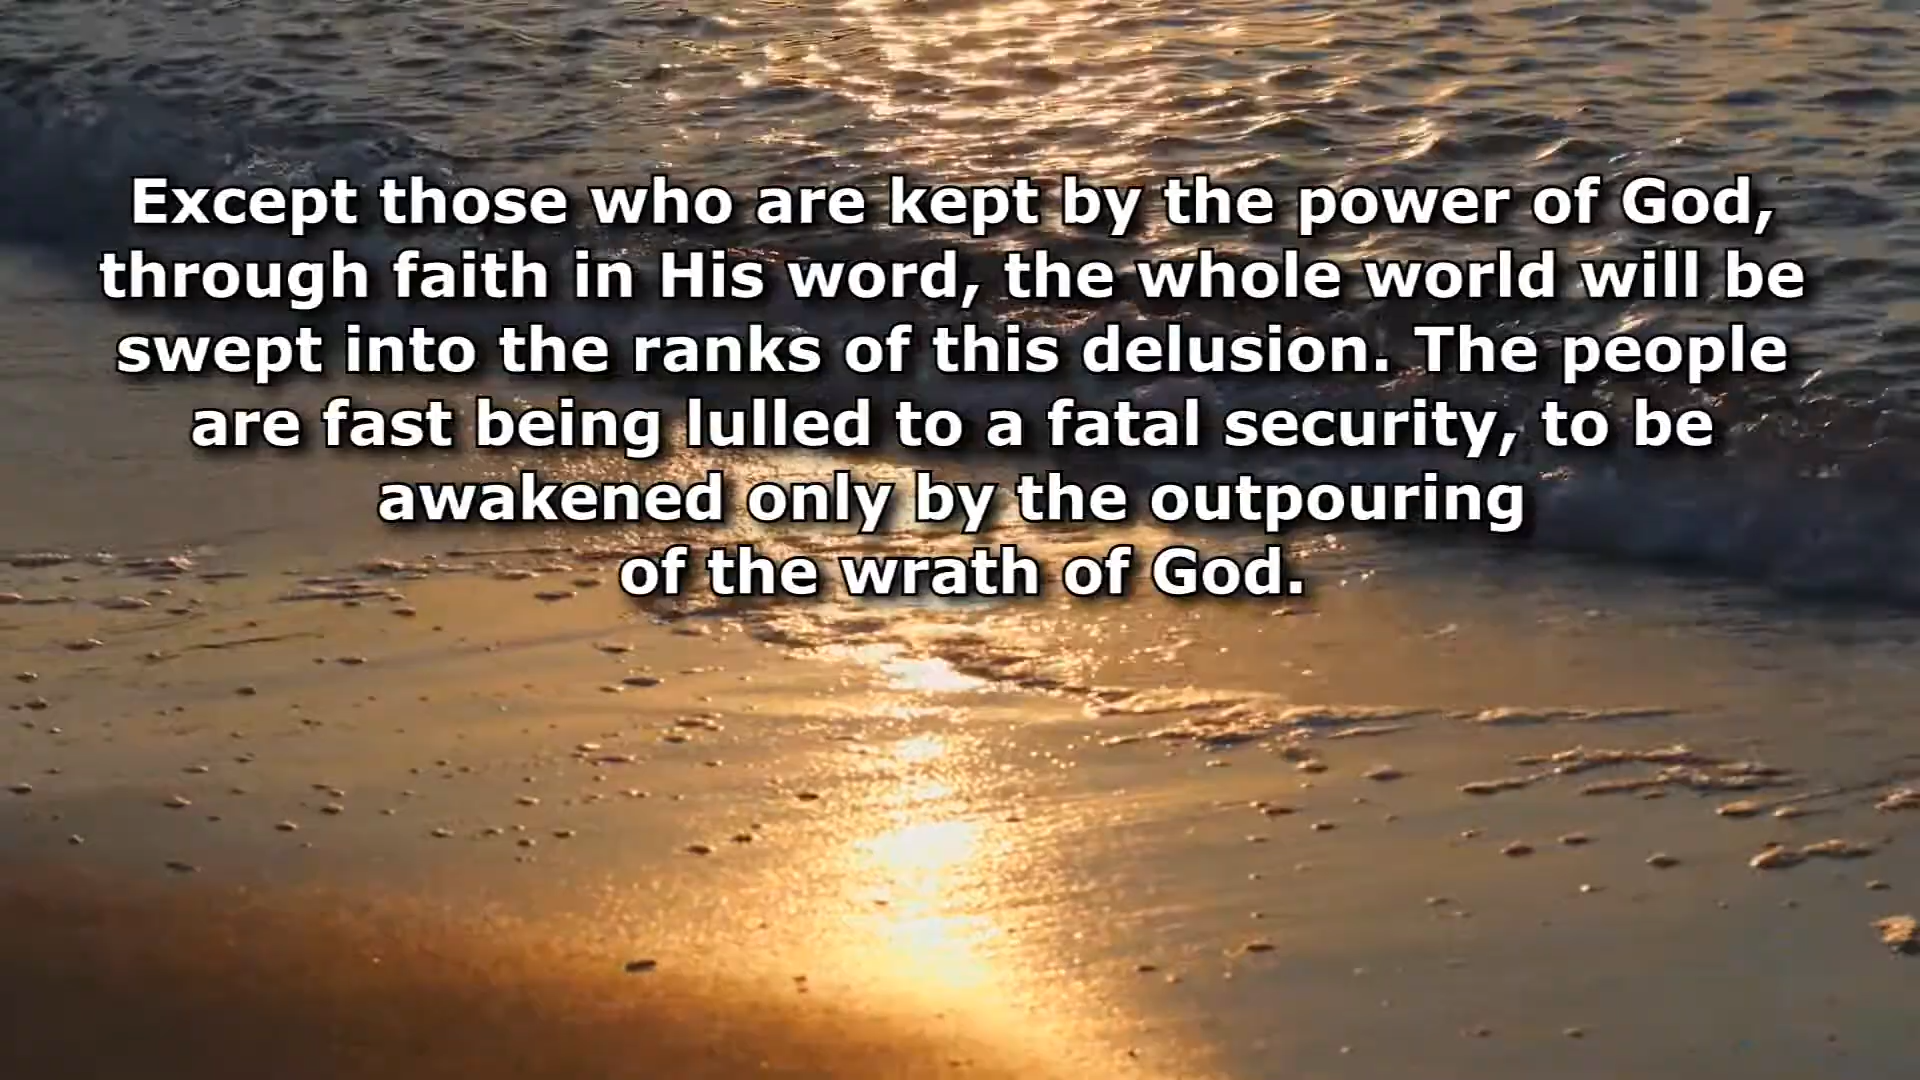 Except those who are kept by the power of God,
through faith in His word, the whole world will be
swept into the ranks of this delusion. The people
are fast being lulled to a fatal security, to be
awakened only by the outpouring
of the wrath of God.